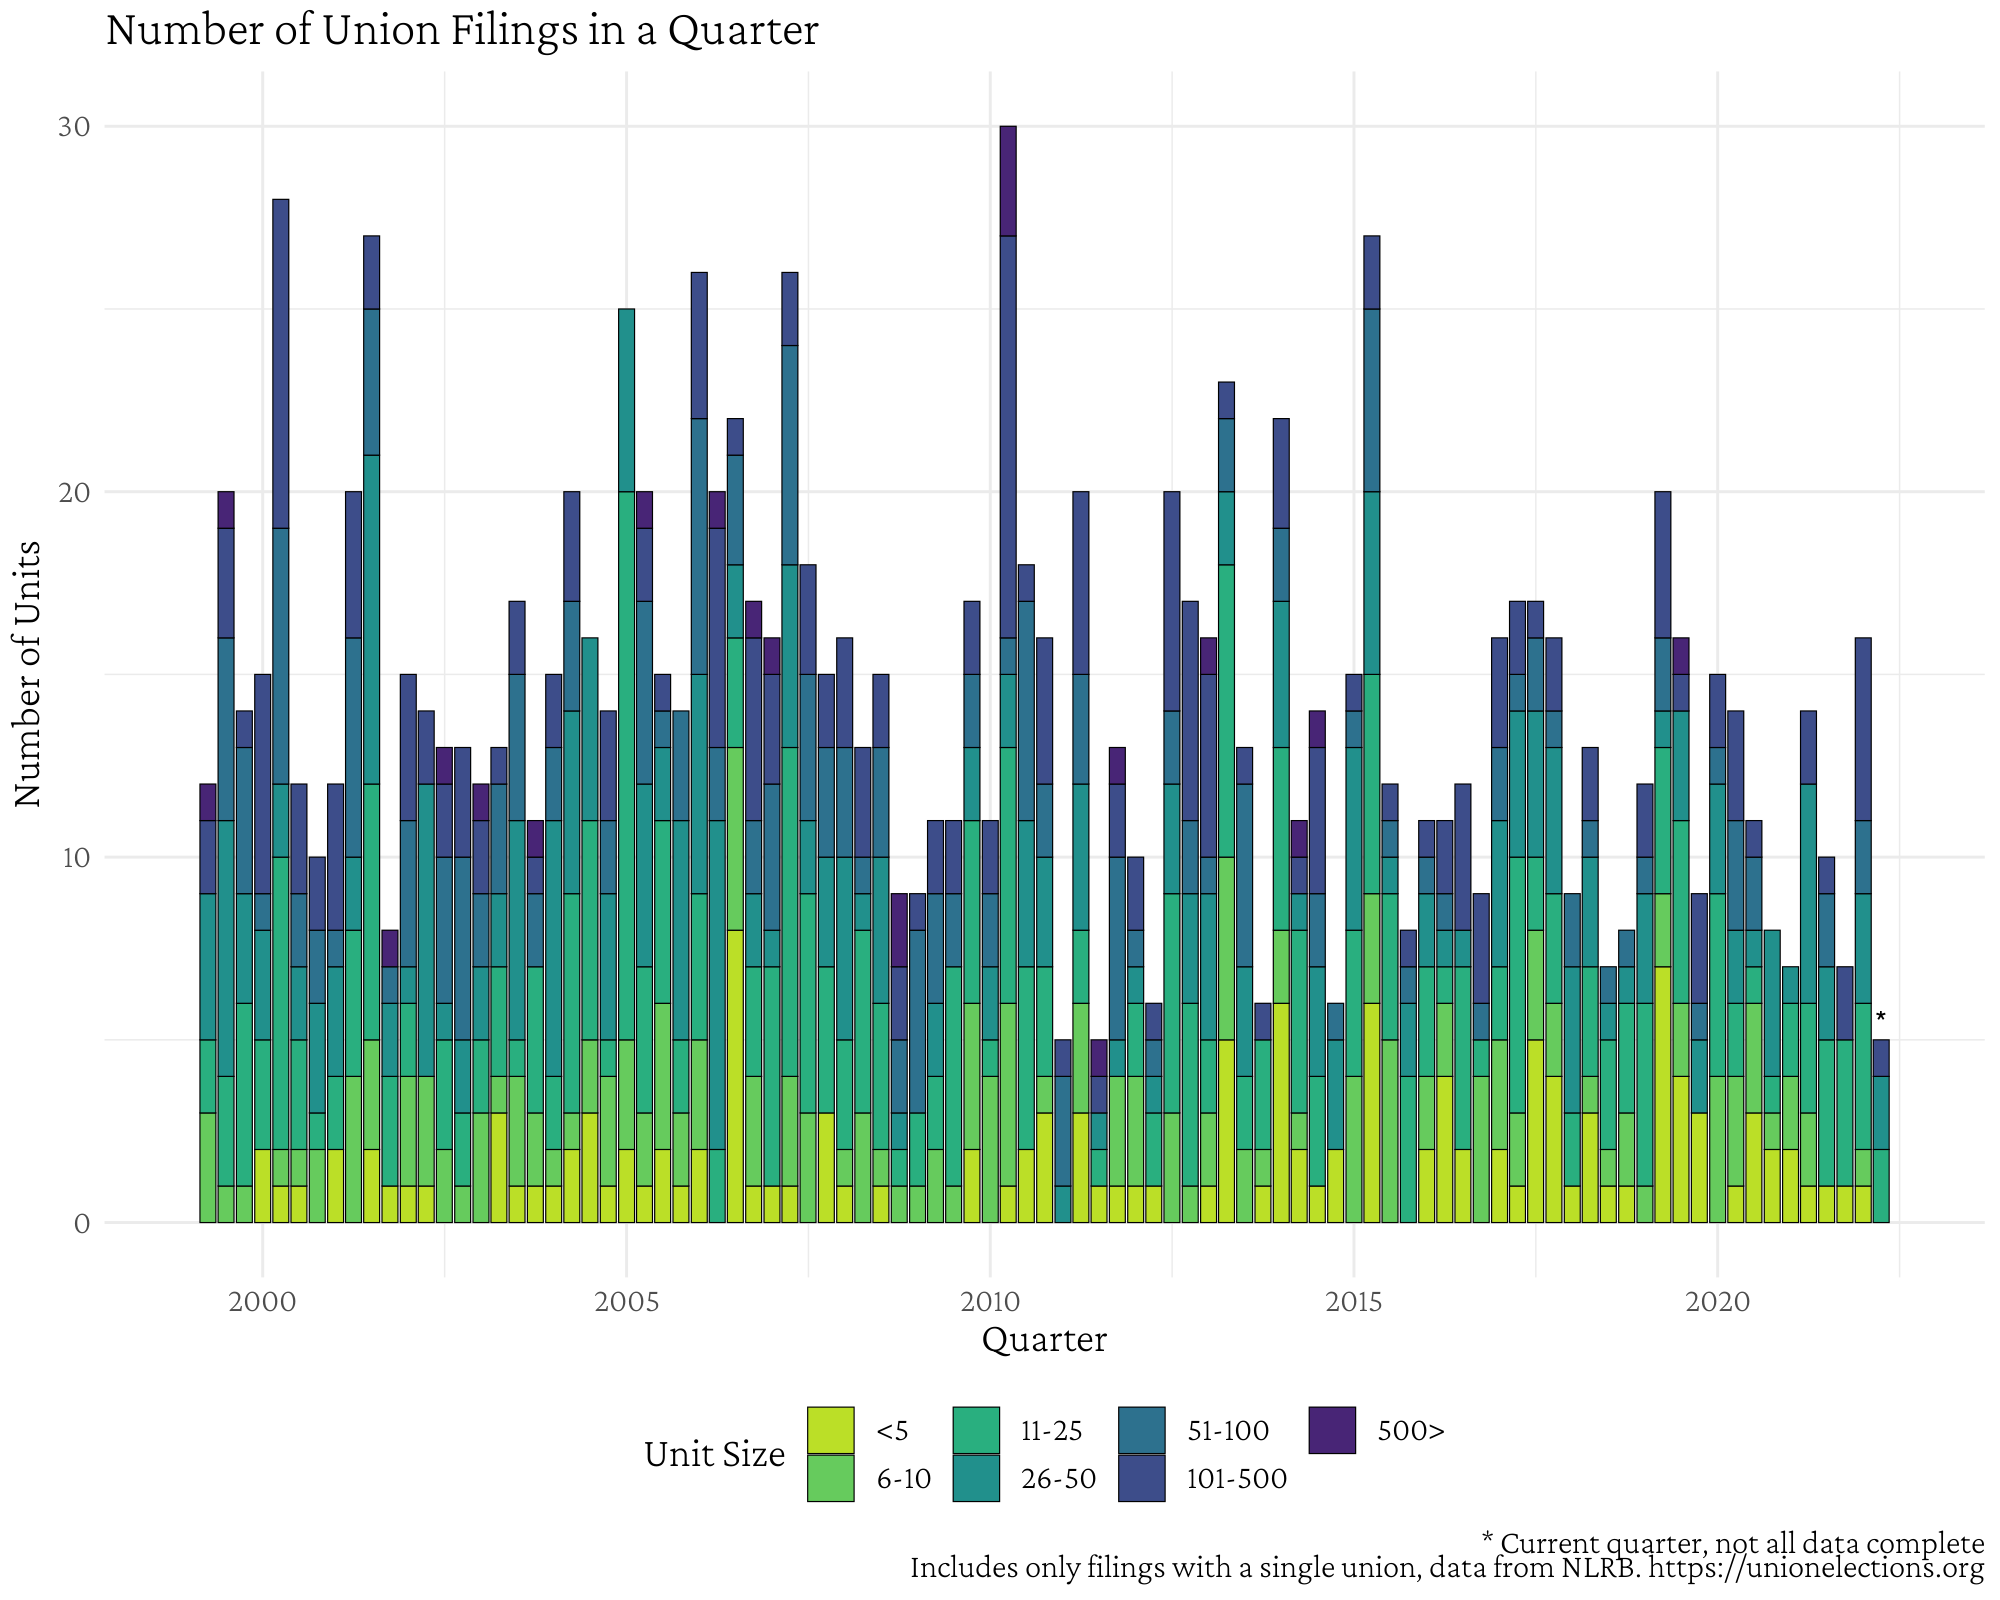 Number of Union Filings in a Quarter
Number of Units
30
20
10
0
2000 2005 2010 2015 2020
*
Quarter
Unit Size
<5 11-25 51-100 500>
6-10 26-50 101-500
* Current quarter, not all data complete
Includes only filings with a single union, data from NLRB. https://unionelections.org